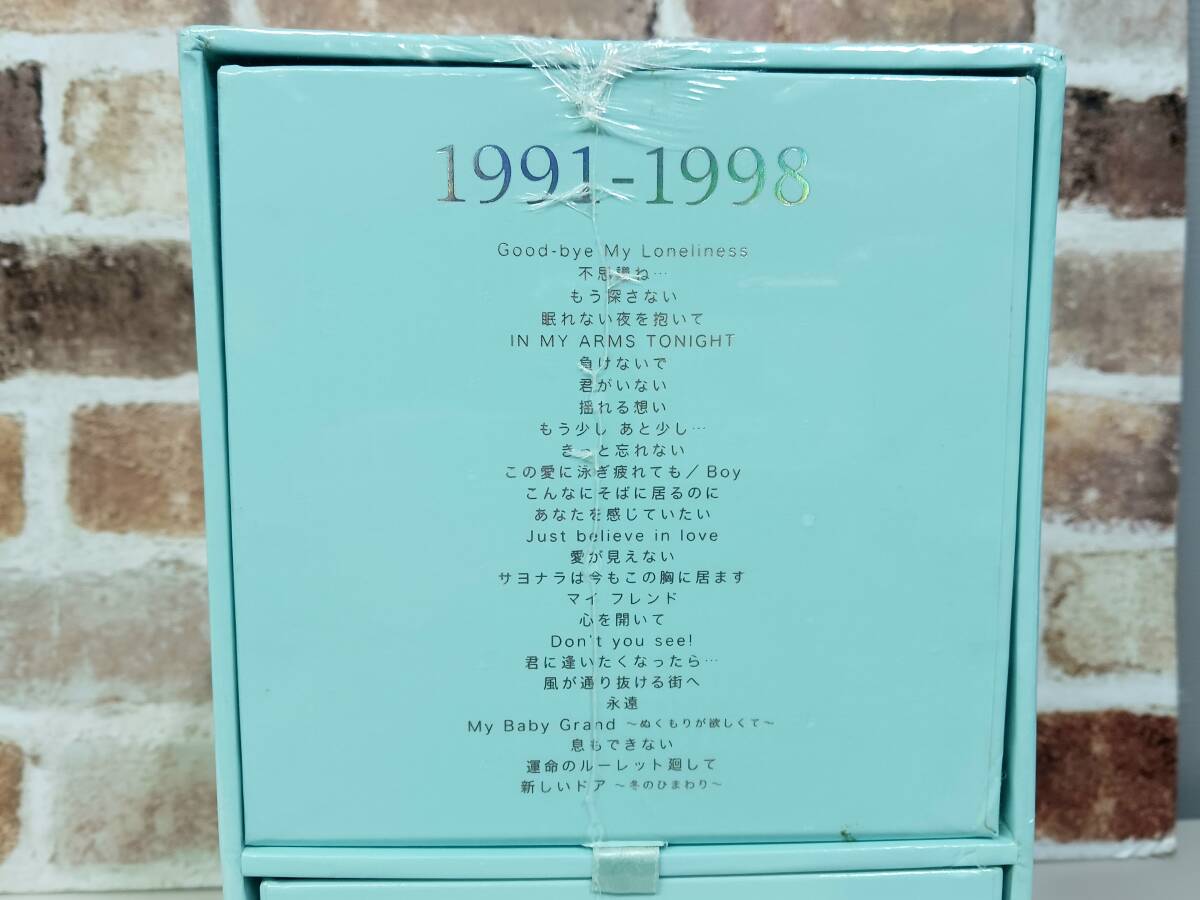 1991-1998
Good-bye My Loneliness
不思議ね…
もう探さない
眠れない夜を抱いて
IN MY ARMS TONIGHT
負けないで
君がいない
揺れる想い
もう少し あと少し…
きっと忘れない
この愛に泳ぎ疲れても／Boy
こんなにそばに居るのに
あなたを感じていたい
Just believe in love
愛が見えない
サヨナラは今もこの胸に居ます
マイ フレンド
心を開いて
Don't you see!
君に逢いたくなったら…
風が通り抜ける街へ
永遠
My Baby Grand ～ぬくもりが欲しくて～
息もできない
運命のルーレット廻して
新しいドア ～冬のひまわり～